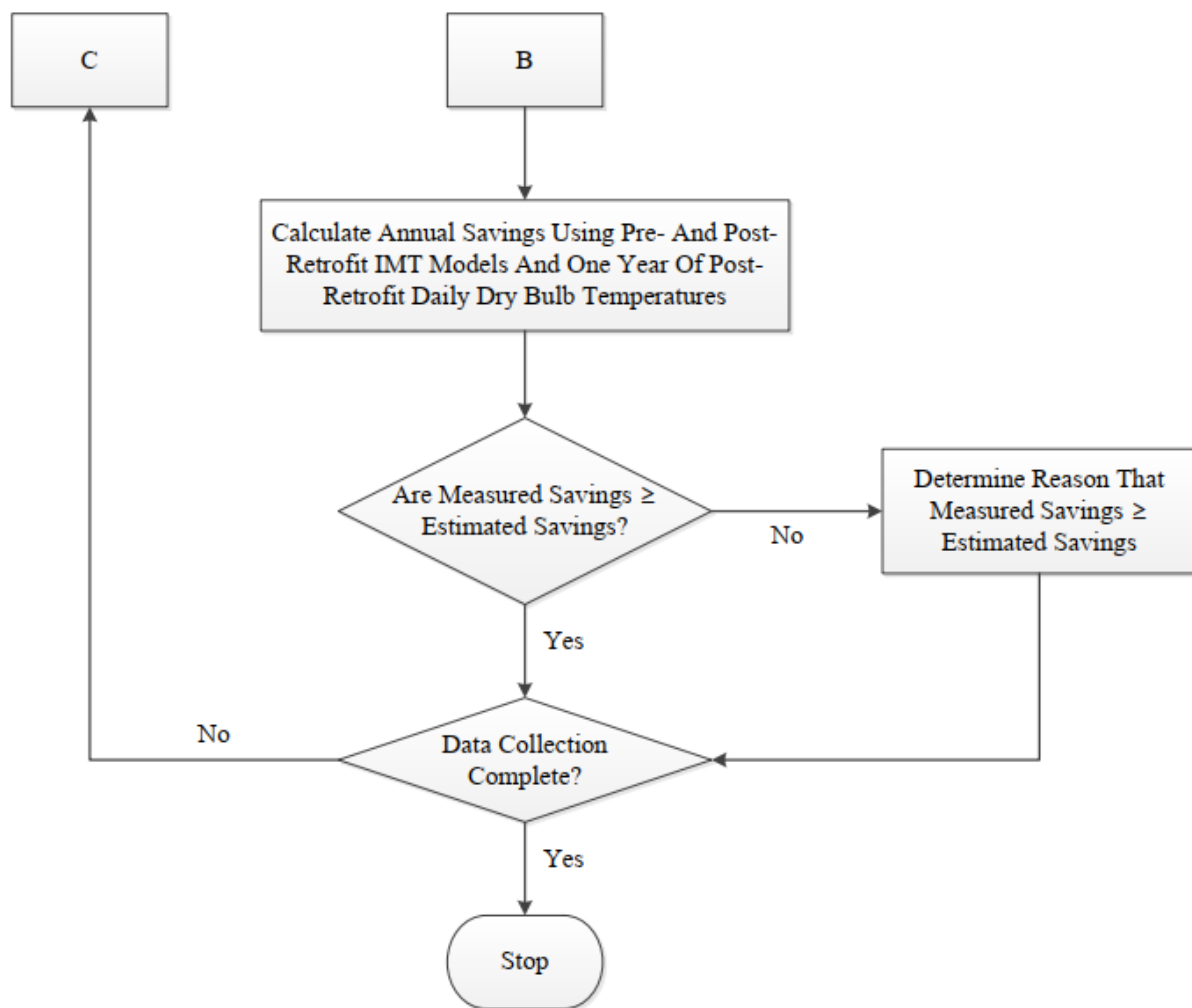 C
B
Calculate Annual Savings Using Pre- And Post-
Retrofit IMT Models And One Year Of Post-
Retrofit Daily Dry Bulb Temperatures
Are Measured Savings ≥
Estimated Savings?
No
Determine Reason That
Measured Savings ≥
Estimated Savings
Yes
No
Data Collection
Complete?
Yes
Stop